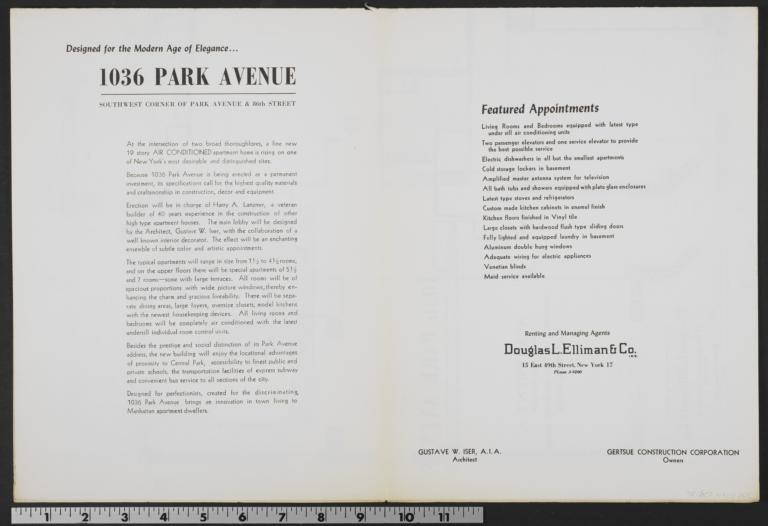 Designed for the Modern Age of Elegance...
1036 PARK AVENUE
SOUTHWEST CORNER OF PARK AVENUE & 86th STREET
At the intersection of two broad thoroughfares, a fine new
19 story AIR CONDITIONED apartment home is rising on one
of New York's most desirable and distinguished sites.
Because 1036 Park Avenue is being erected as a permanent
investment, its specifications call for the highest quality materials
and craftsmanship in construction, decor and equipment.
Erection will be in charge of Harry A. Lanzner, a veteran
builder of 40 years experience in the construction of other
high type apartment houses. The main lobby will be designed
by the Architect, Gustave W. Iser, with the collaboration of a
well known interior decorator. The effect will be an enchanting
ensemble of subtle color and artistic appointments.
The typical apartments will range in size from 1½ to 4½ rooms,
and on the upper floors there will be special apartments of 5½
and 7 rooms—some with large terraces. All rooms will be of
spacious proportions with wide picture windows, thereby en-
hancing the charm and gracious liveability. There will be sepa-
rate dining areas, large foyers, oversize closets; model kitchens
with the newest housekeeping devices. All living rooms and
bedrooms will be completely air conditioned with the latest
undersill individual room control units.
Besides the prestige and social distinction of its Park Avenue
address, the new building will enjoy the locational advantages
of proximity to Central Park, accessibility to finest public and
private schools, the transportation facilities of express subway
and convenient bus service to all sections of the city.
Designed for perfectionists, created for the discriminating,
1036 Park Avenue brings an innovation in town living to
Manhattan apartment dwellers.
Featured Appointments
Living Rooms and Bedrooms equipped with latest type
under sill air conditioning units
Two passenger elevators and one service elevator to provide
the best possible service
Electric dishwashers in all but the smallest apartments
Cold storage lockers in basement
Amplified master antenna system for television
All bath tubs and showers equipped with plate glass enclosures
Latest type stoves and refrigerators
Custom made kitchen cabinets in enamel finish
Kitchen floors finished in Vinyl tile
Large closets with hardwood flush type sliding doors
Fully lighted and equipped laundry in basement
Aluminum double hung windows
Adequate wiring for electric appliances
Venetian blinds
Maid service available
Renting and Managing Agents
Douglas L. Elliman & Co.
INC.
15 East 49th Street, New York 17
PLaza 3-9200
GUSTAVE W. ISER, A.I.A.
Architect
GERTSUE CONSTRUCTION CORPORATION
Owners
1 2 3 4 5 6 7 8 9 10 11